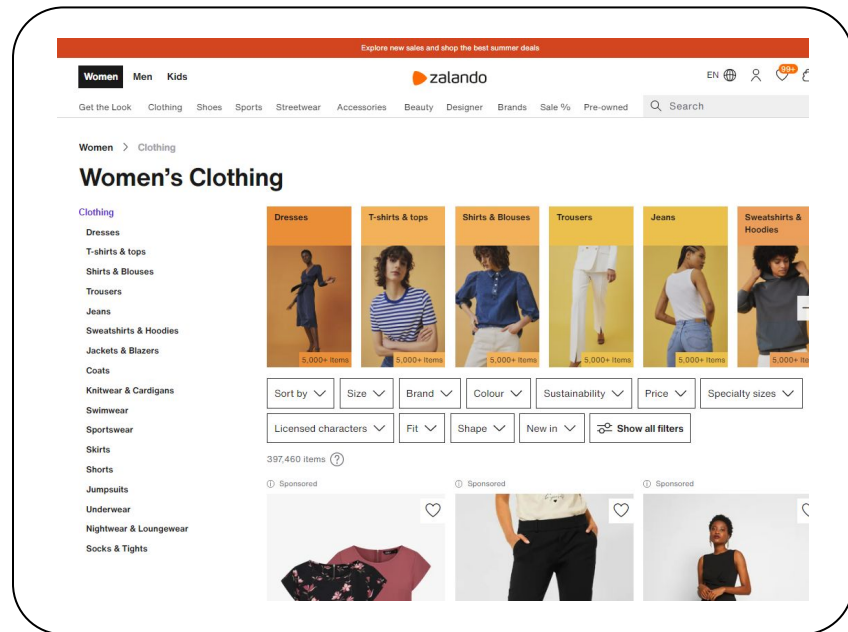 Explore new sales and shop the best summer deals
Women Men Kids
zalando
EN
99+
Get the Look Clothing Shoes Sports Streetwear Accessories Beauty Designer Brands Sale % Pre-owned
Search
Women > Clothing
Women's Clothing
Clothing
Dresses
T-shirts & tops
Shirts & Blouses
Trousers
Jeans
Sweatshirts & Hoodies
Jackets & Blazers
Coats
Knitwear & Cardigans
Swimwear
Sportswear
Skirts
Shorts
Jumpsuits
Underwear
Nightwear & Loungewear
Socks & Tights
Dresses
5,000+ Items
T-shirts & tops
5,000+ Items
Shirts & Blouses
5,000+ Items
Trousers
5,000+ Items
Jeans
5,000+ Items
Sweatshirts &
Hoodies
5,000+
Sort by Size Brand Colour Sustainability Price Specialty sizes
Licensed characters Fit Shape New in Show all filters
397,460 items ?
Sponsored Sponsored Sponsored